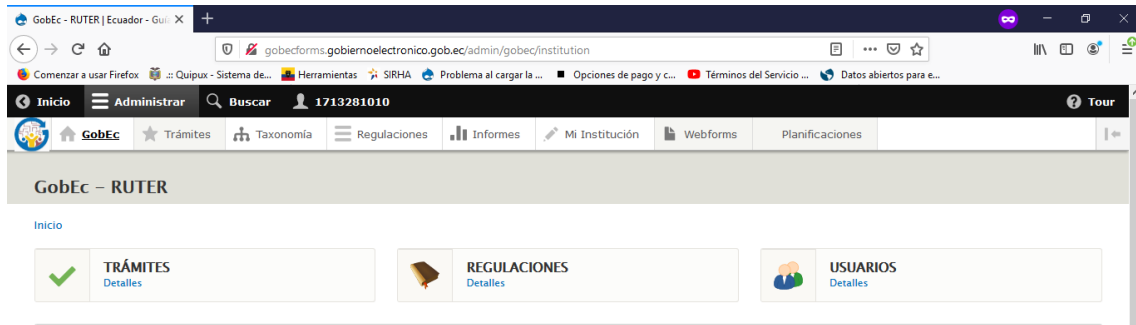 GobEc - RUTER | Ecuador - Guía
gobecforms.gobiernoelectronico.gob.ec/admin/gobec/institution
Comenzar a usar Firefox .:: Quipux - Sistema de... Herramientas SIRHA Problema al cargar la ... Opciones de pago y c... Términos del Servicio ... Datos abiertos para e...
Inicio Administrar Buscar 1713281010 Tour
GobEc Trámites Taxonomía Regulaciones Informes Mi Institución Webforms Planificaciones
GobEc – RUTER
Inicio
TRÁMITES REGULACIONES USUARIOS
Detalles Detalles Detalles